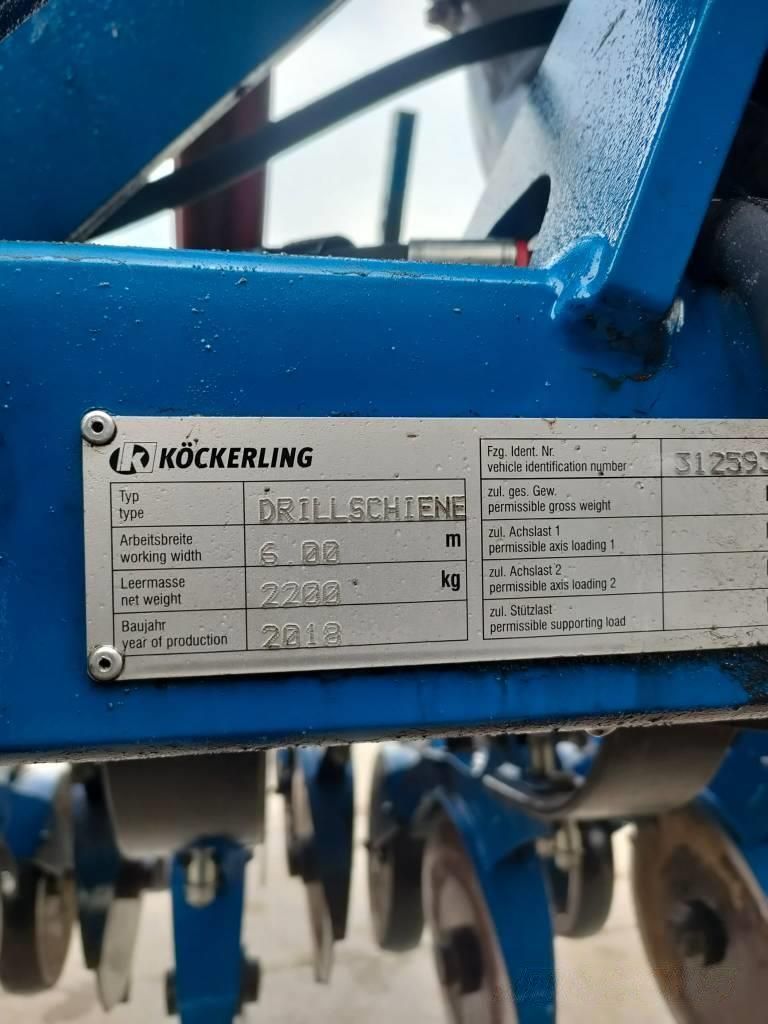 KÖCKERLING
Typ
type
DRILLSCHIENE
Arbeitsbreite
working width
6.00 m
Leermasse
net weight
2200 kg
Baujahr
year of production
2018
Fzg. Ident. Nr.
vehicle identification number
312593
zul. ges. Gew.
permissible gross weight
zul. Achslast 1
permissible axis loading 1
zul. Achslast 2
permissible axis loading 2
zul. Stützlast
permissible supporting load